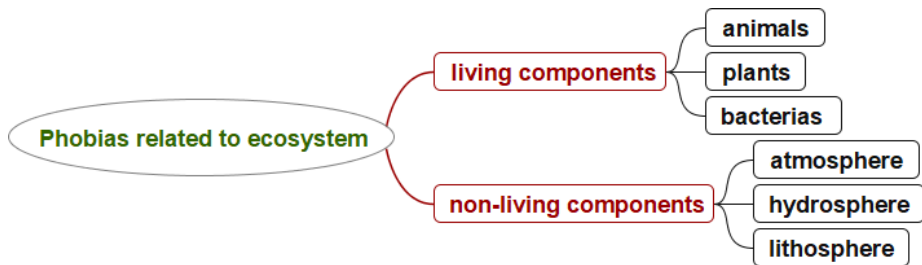 Phobias related to ecosystem
living components
animals
plants
bacterias
non-living components
atmosphere
hydrosphere
lithosphere